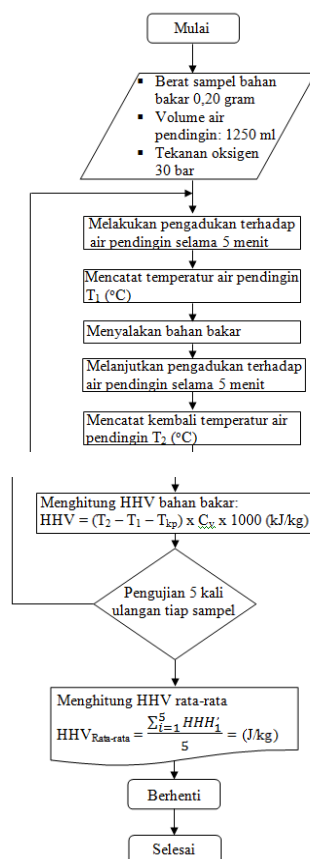 Mulai
▪ Berat sampel bahan
bakar 0,20 gram
▪ Volume air
pendingin: 1250 ml
▪ Tekanan oksigen
30 bar
Melakukan pengadukan terhadap
air pendingin selama 5 menit
Mencatat temperatur air pendingin
T₁ (°C)
Menyalakan bahan bakar
Melanjutkan pengadukan terhadap
air pendingin selama 5 menit
Mencatat kembali temperatur air
pendingin T₂ (°C)
Menghitung HHV bahan bakar:
HHV = (T₂ – T₁ – Tkp) x Cv x 1000 (kJ/kg)
Pengujian 5 kali
ulangan tiap sampel
Menghitung HHV rata-rata
HHV Rata-rata = ∑⁵ᵢ₌₁ HHH₁ / 5 = (J/kg)
Berhenti
Selesai